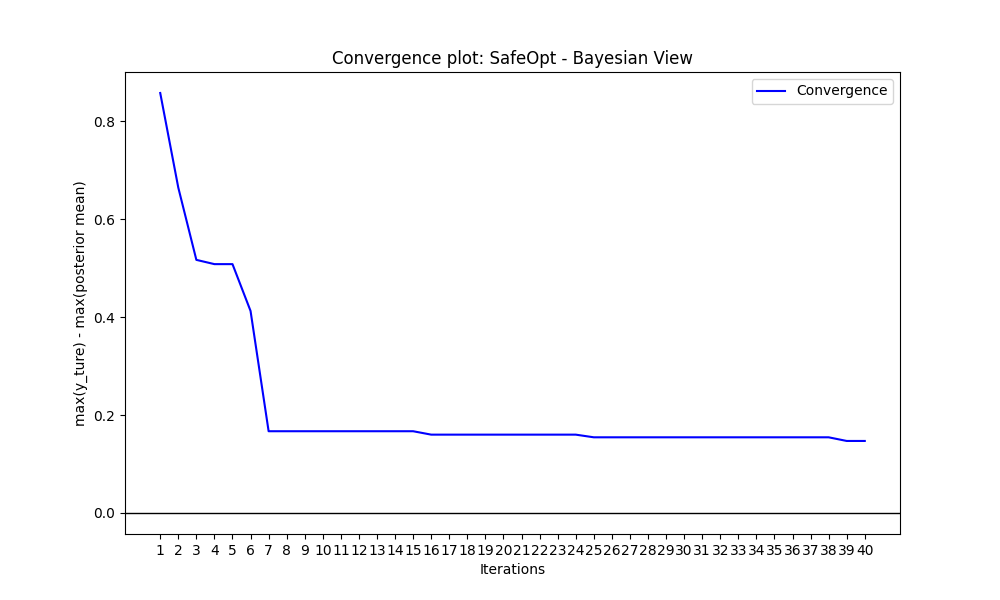 Convergence plot: SafeOpt - Bayesian View
Convergence
max(y_ture) - max(posterior mean)
0.8
0.6
0.4
0.2
0.0
1 2 3 4 5 6 7 8 9 10 11 12 13 14 15 16 17 18 19 20 21 22 23 24 25 26 27 28 29 30 31 32 33 34 35 36 37 38 39 40
Iterations